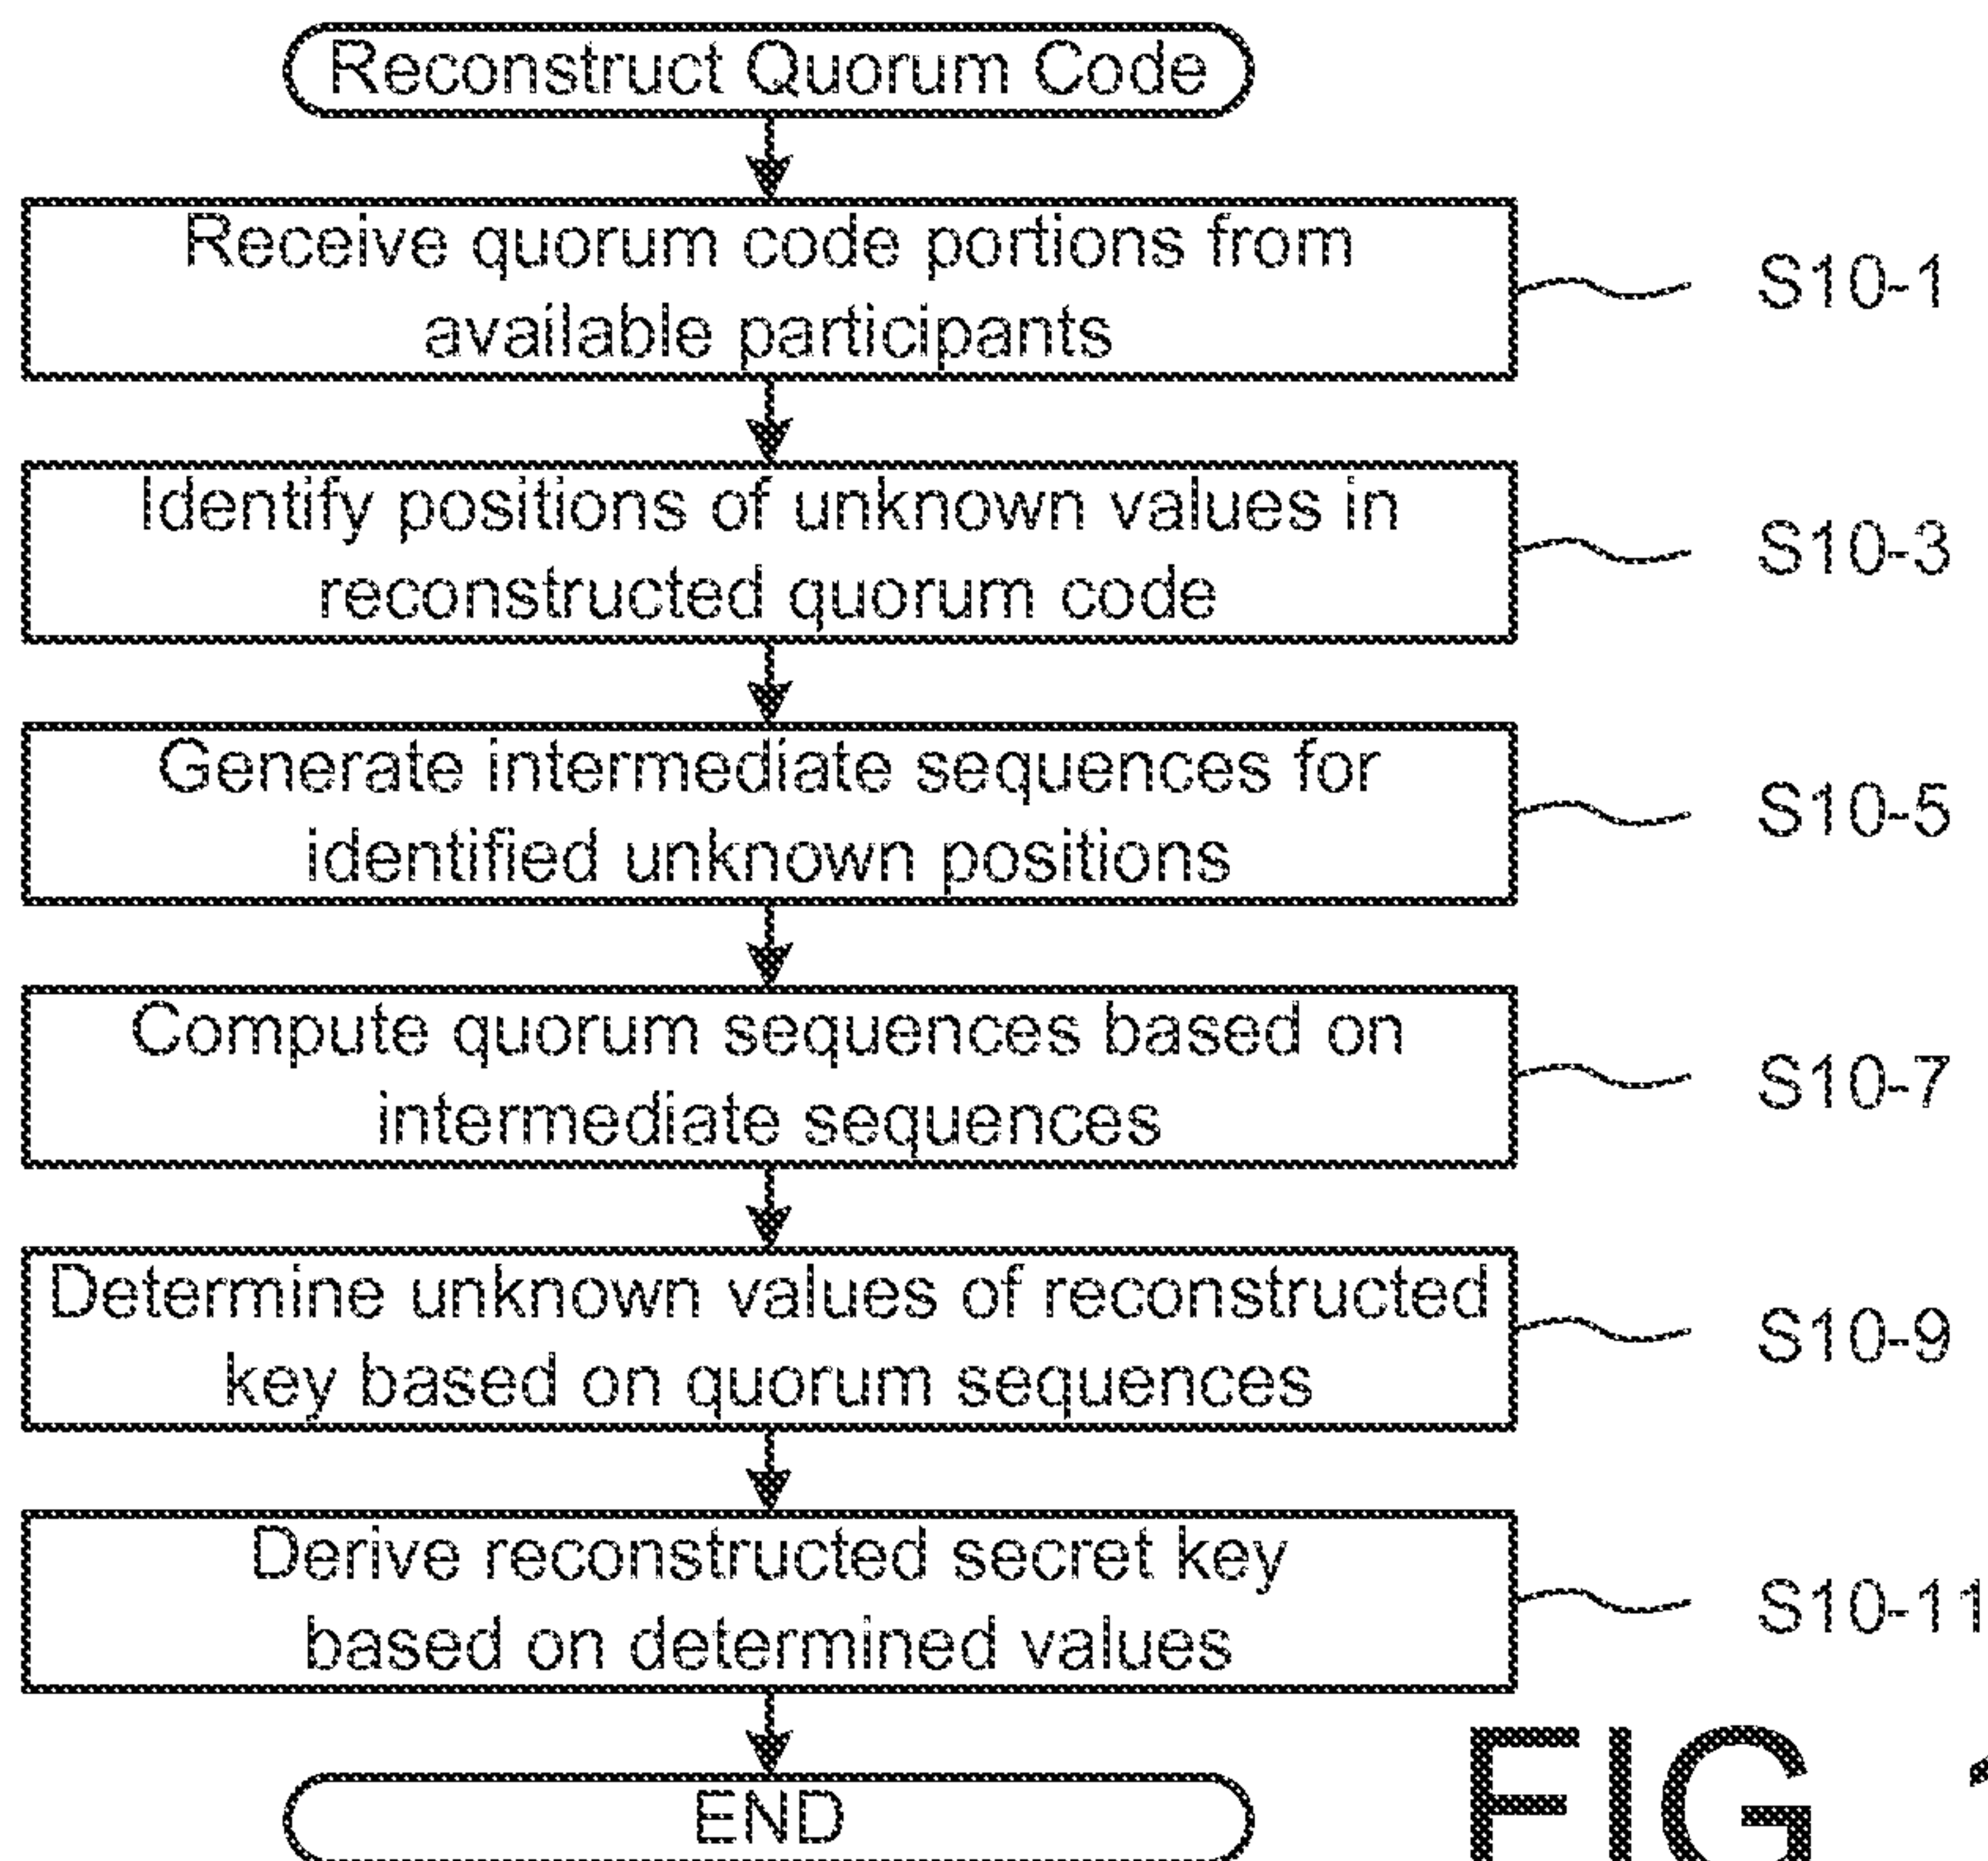 Reconstruct Quorum Code
Receive quorum code portions from
available participants
S10-1
Identify positions of unknown values in
reconstructed quorum code
S10-3
Generate intermediate sequences for
identified unknown positions
S10-5
Compute quorum sequences based on
intermediate sequences
S10-7
Determine unknown values of reconstructed
key based on quorum sequences
S10-9
Derive reconstructed secret key
based on determined values
S10-11
END
FIG